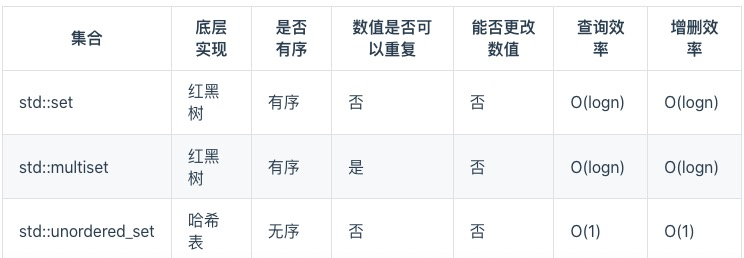 集合 底层实现 是否有序 数值是否可以重复 能否更改数值 查询效率 增删效率
std::set 红黑树 有序 否 否 O(logn) O(logn)
std::multiset 红黑树 有序 是 否 O(logn) O(logn)
std::unordered_set 哈希表 无序 否 否 O(1) O(1)